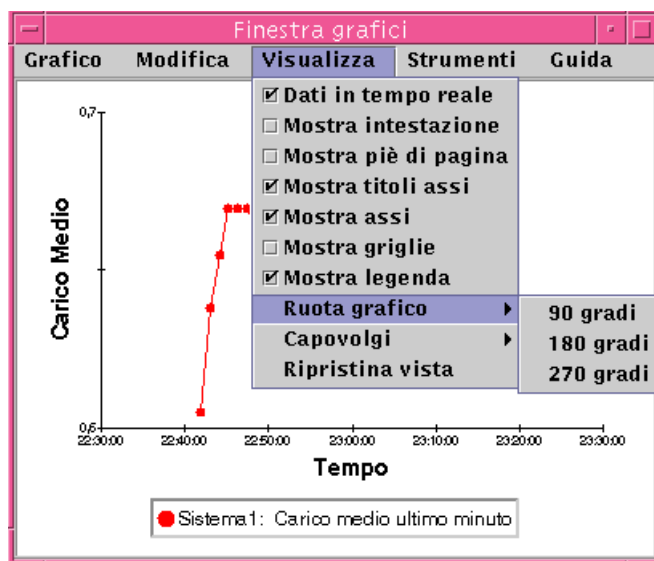 Finestra grafici
Grafico Modifica Visualizza Strumenti Guida
Dati in tempo reale
Mostra intestazione
Mostra piè di pagina
Mostra titoli assi
Mostra assi
Mostra griglie
Mostra legenda
Ruota grafico
Capovolgi
Ripristina vista
90 gradi
180 gradi
270 gradi
0,7
Carico Medio
0,6
22:30:00 22:40:00 22:50:00 23:00:00 23:10:00 23:20:00 23:30:00
Tempo
Sistema1: Carico medio ultimo minuto